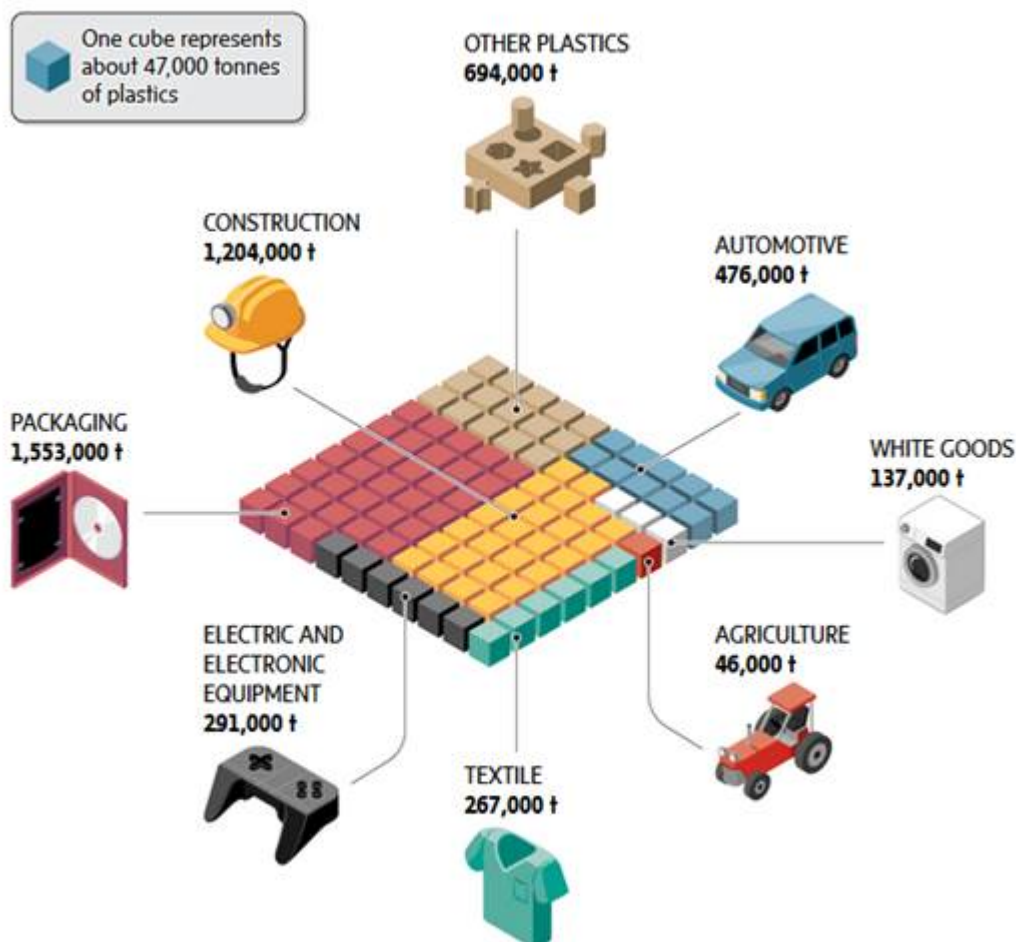 One cube represents
about 47,000 tonnes
of plastics
OTHER PLASTICS
694,000 t
CONSTRUCTION
1,204,000 t
AUTOMOTIVE
476,000 t
PACKAGING
1,553,000 t
WHITE GOODS
137,000 t
ELECTRIC AND
ELECTRONIC
EQUIPMENT
291,000 t
AGRICULTURE
46,000 t
TEXTILE
267,000 t